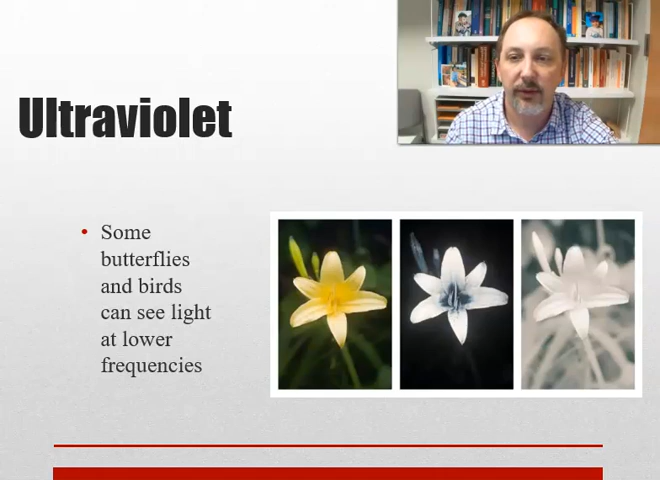 Ultraviolet
• Some
butterflies
and birds
can see light
at lower
frequencies